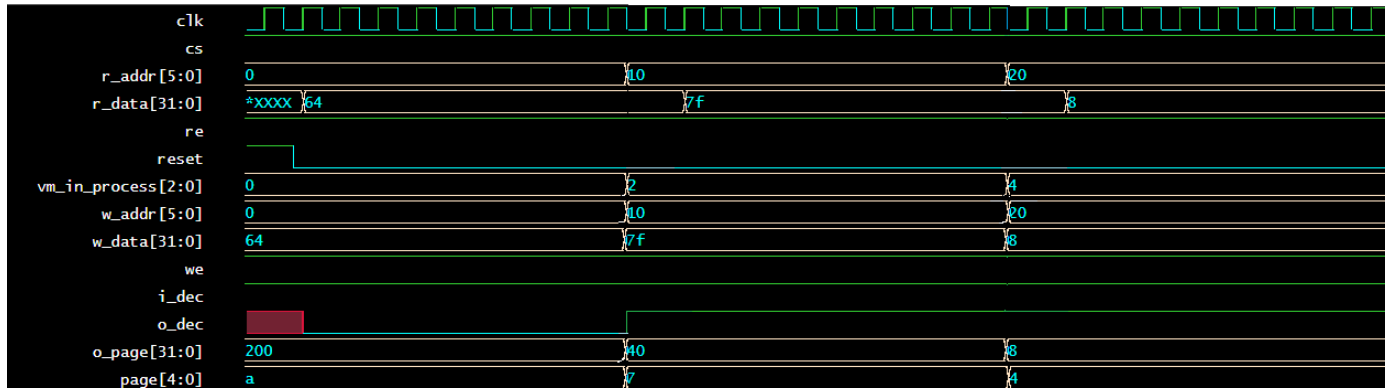 clk
cs
r_addr[5:0] 0 10 20
r_data[31:0] *XXXX 64 7f 8
re
reset
vm_in_process[2:0] 0 2 4
w_addr[5:0] 0 10 20
w_data[31:0] 64 7f 8
we
i_dec
o_dec
o_page[31:0] 200 40 8
page[4:0] a 7 4